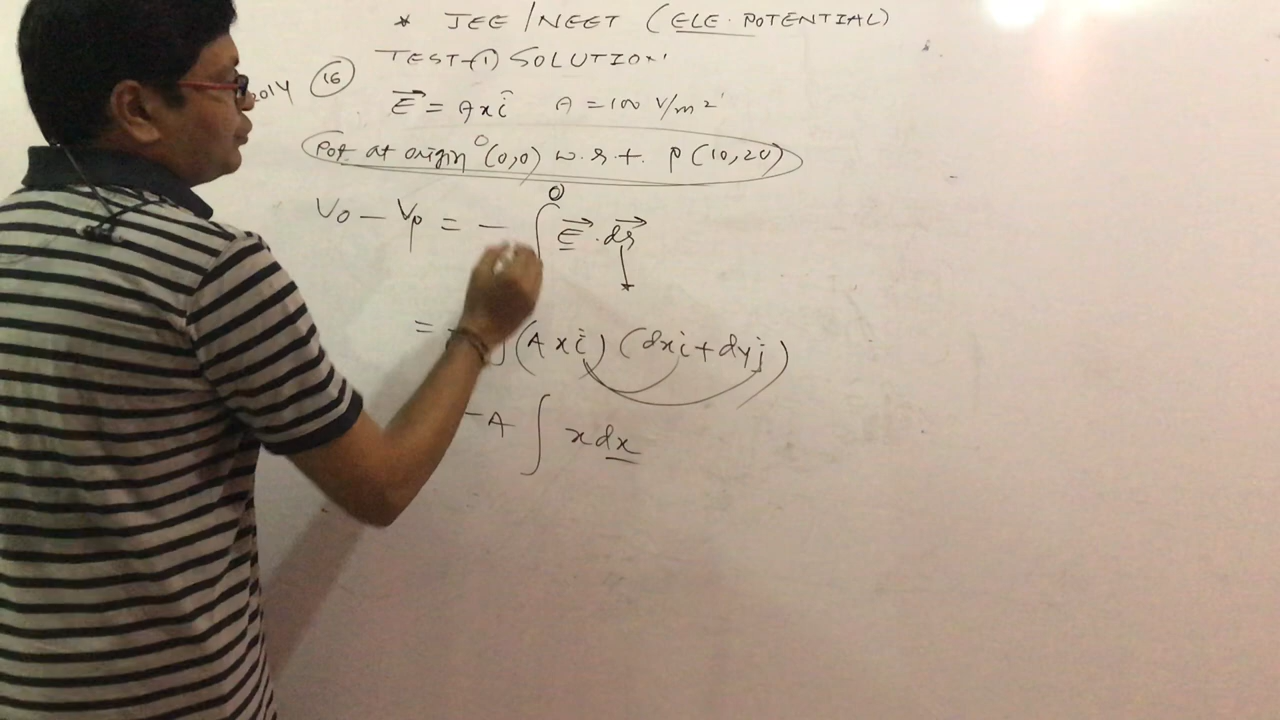 * JEE/NEET (ELE. POTENTIAL)
TEST-(1) SOLUTION
2014 (16) E⃗ = Axî A = 100 V/m²
Pot. at origin O(0,0) w.r.t. P(10,20)
V₀ - Vₚ = - ∫ᴼ E⃗ . dr⃗
= ∫ (Axi) (dxi + dyj)
-A ∫ xdx